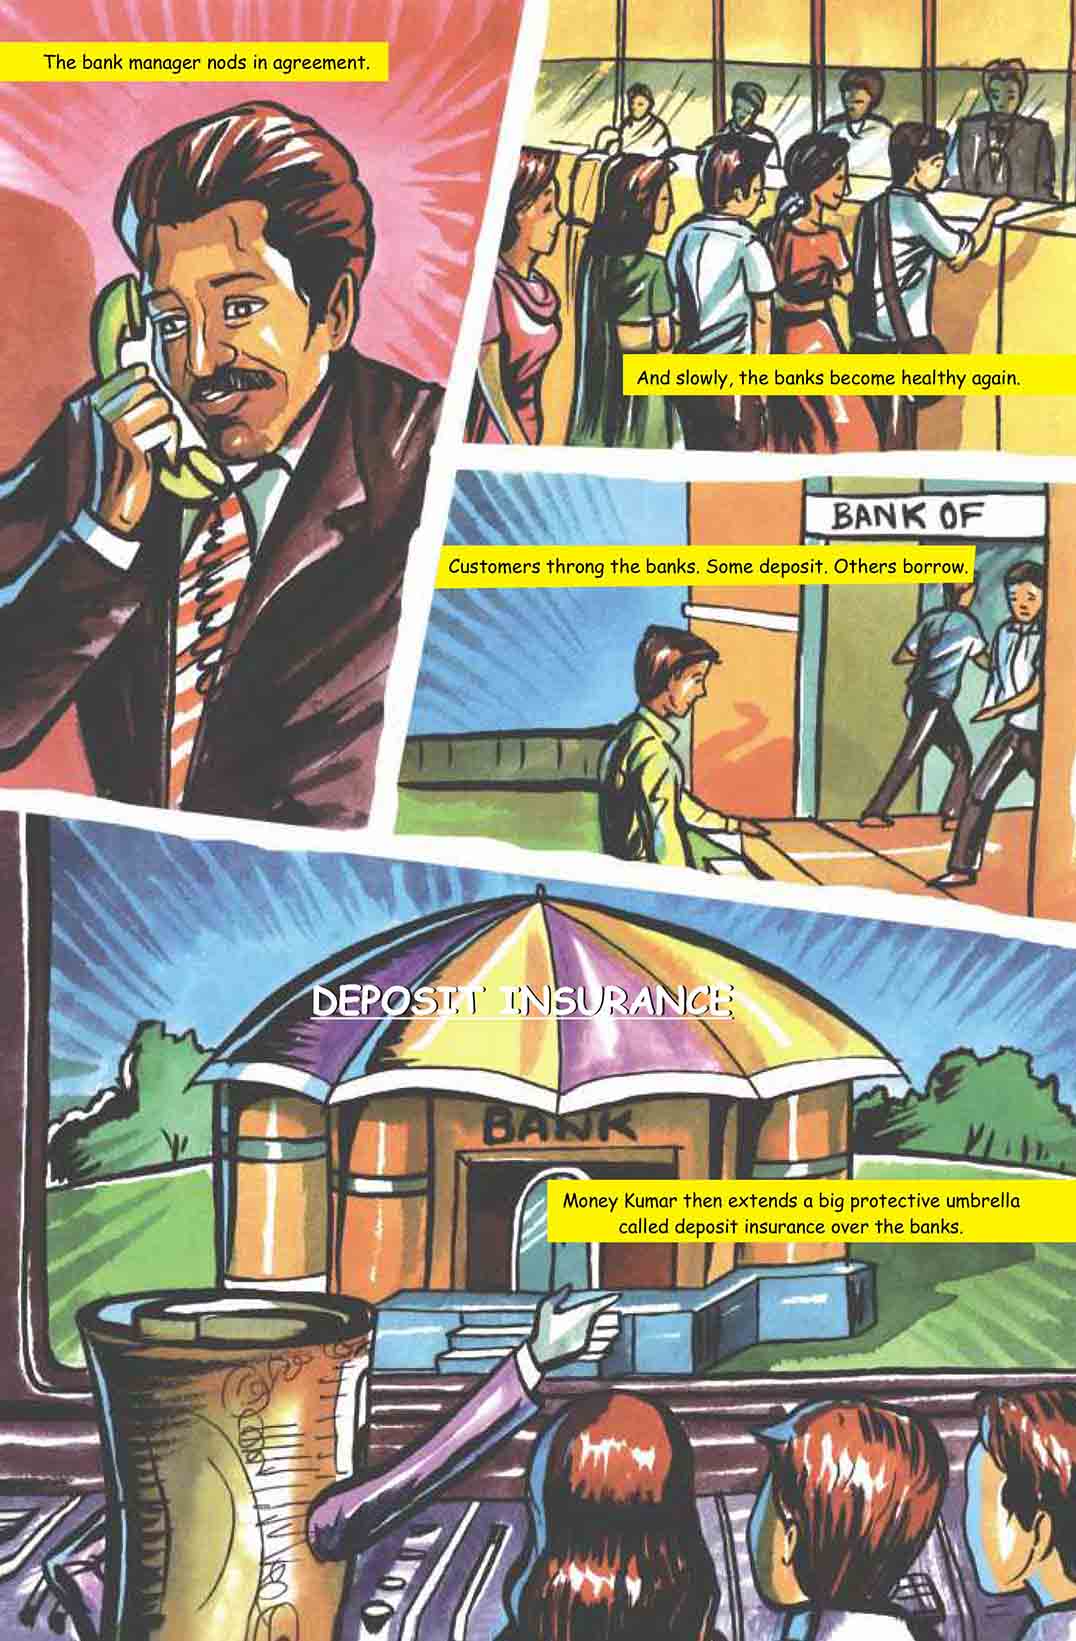 The bank manager nods in agreement.
And slowly, the banks become healthy again.
BANK OF
Customers throng the banks. Some deposit. Others borrow.
DEPOSIT INSURANCE
BANK
Money Kumar then extends a big protective umbrella
called deposit insurance over the banks.